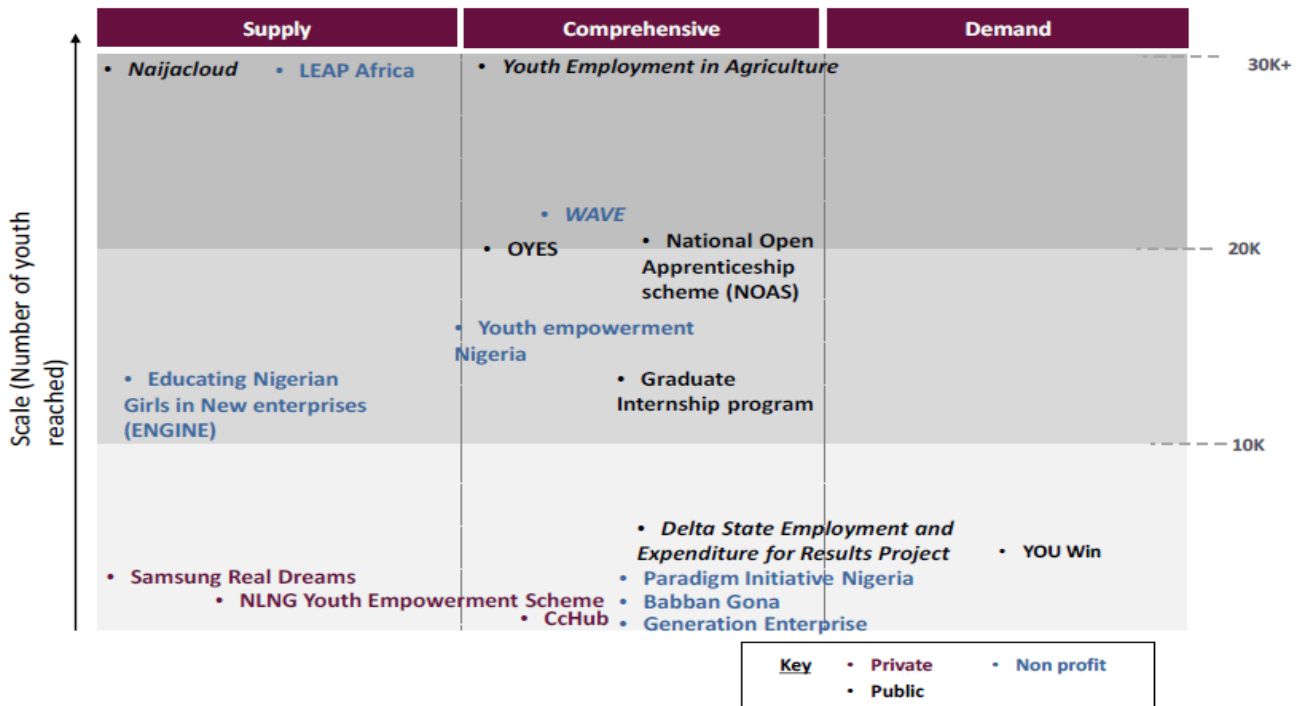 Supply
Comprehensive
Demand
• Naijacloud
• LEAP Africa
• Youth Employment in Agriculture
30K+
• WAVE
• OYES
• National Open
Apprenticeship
scheme (NOAS)
20K
Scale (Number of youth
reached)
• Youth empowerment
Nigeria
• Educating Nigerian
Girls in New enterprises
(ENGINE)
• Graduate
Internship program
10K
• Delta State Employment and
Expenditure for Results Project
• YOU Win
• Samsung Real Dreams
• Paradigm Initiative Nigeria
• NLNG Youth Empowerment Scheme
• Babban Gona
• CcHub
• Generation Enterprise
Key
• Private
• Non profit
• Public